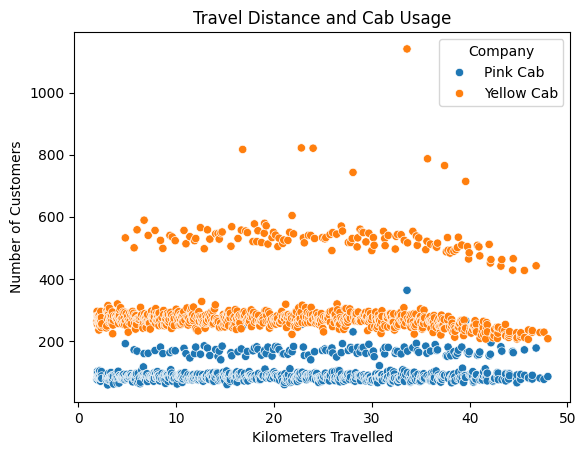 Travel Distance and Cab Usage
Company
Pink Cab
Yellow Cab
Number of Customers
1000
800
600
400
200
0
10
20
30
40
50
Kilometers Travelled